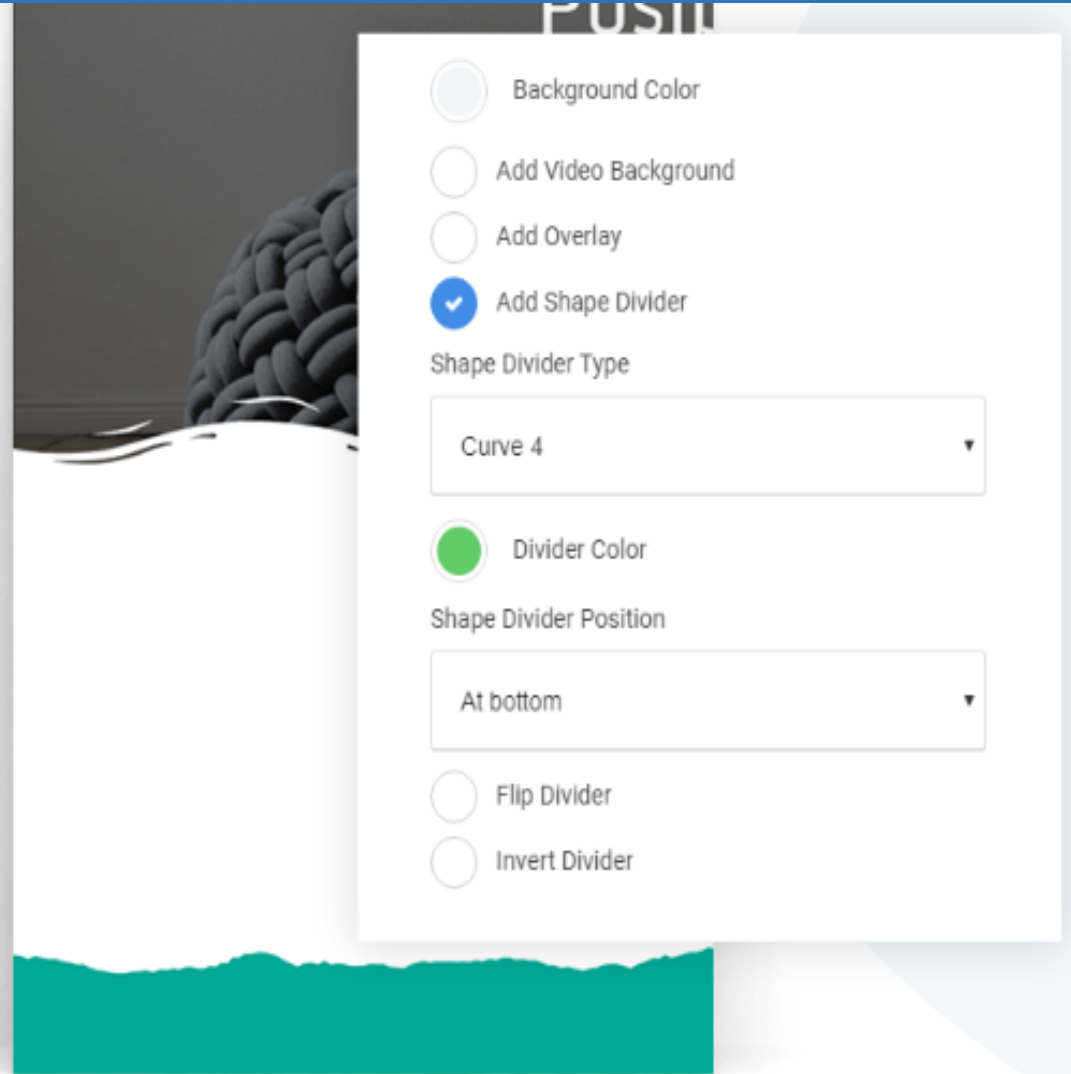 Background Color
Add Video Background
Add Overlay
Add Shape Divider
Shape Divider Type
Curve 4
Divider Color
Shape Divider Position
At bottom
Flip Divider
Invert Divider